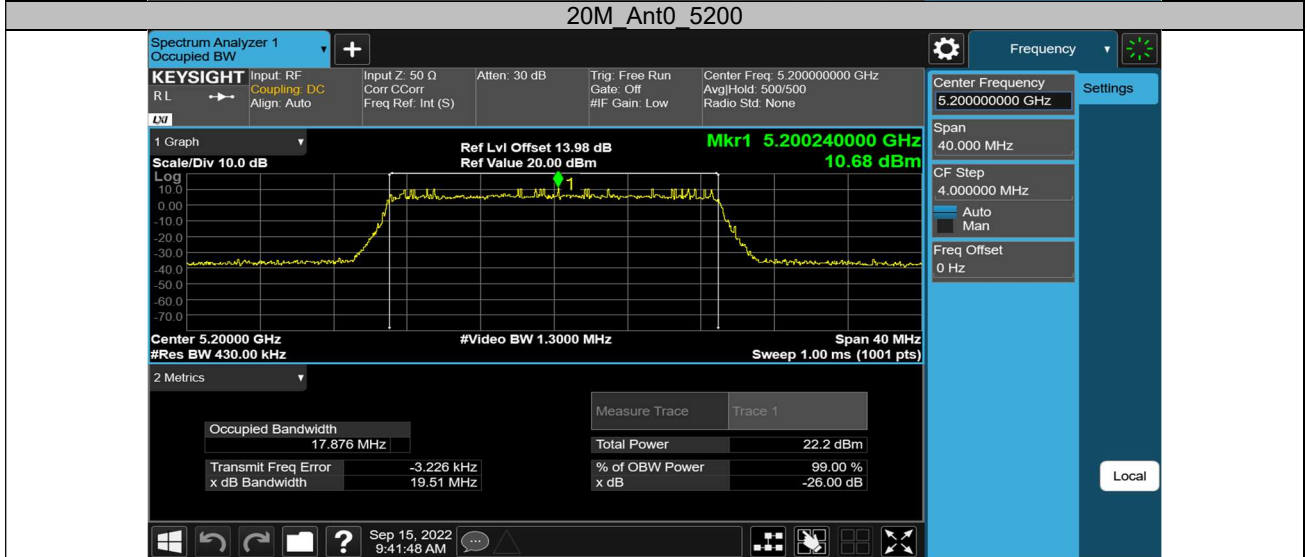 20M_Ant0_5200
Spectrum Analyzer 1
Occupied BW
Frequency
KEYSIGHT
RL
LXI
Input: RF
Coupling: DC
Align: Auto
Input Z: 50 Ω
Corr CCorr
Freq Ref: Int (S)
Atten: 30 dB
Trig: Free Run
Gate: Off
#IF Gain: Low
Center Freq: 5.200000000 GHz
Avg|Hold: 500/500
Radio Std: None
Center Frequency
5.200000000 GHz
Settings
Span
40.000 MHz
CF Step
4.000000 MHz
Auto
Man
Freq Offset
0 Hz
1 Graph
Scale/Div 10.0 dB
Ref Lvl Offset 13.98 dB
Ref Value 20.00 dBm
Mkr1 5.200240000 GHz
10.68 dBm
Log
10.0
0.00
-10.0
-20.0
-30.0
-40.0
-50.0
-60.0
-70.0
1
Center 5.20000 GHz
#Res BW 430.00 kHz
#Video BW 1.3000 MHz
Span 40 MHz
Sweep 1.00 ms (1001 pts)
2 Metrics
Measure Trace
Trace 1
Occupied Bandwidth
17.876 MHz
Total Power
22.2 dBm
Transmit Freq Error
-3.226 kHz
% of OBW Power
99.00 %
x dB Bandwidth
19.51 MHz
x dB
-26.00 dB
Local
?
Sep 15, 2022
9:41:48 AM